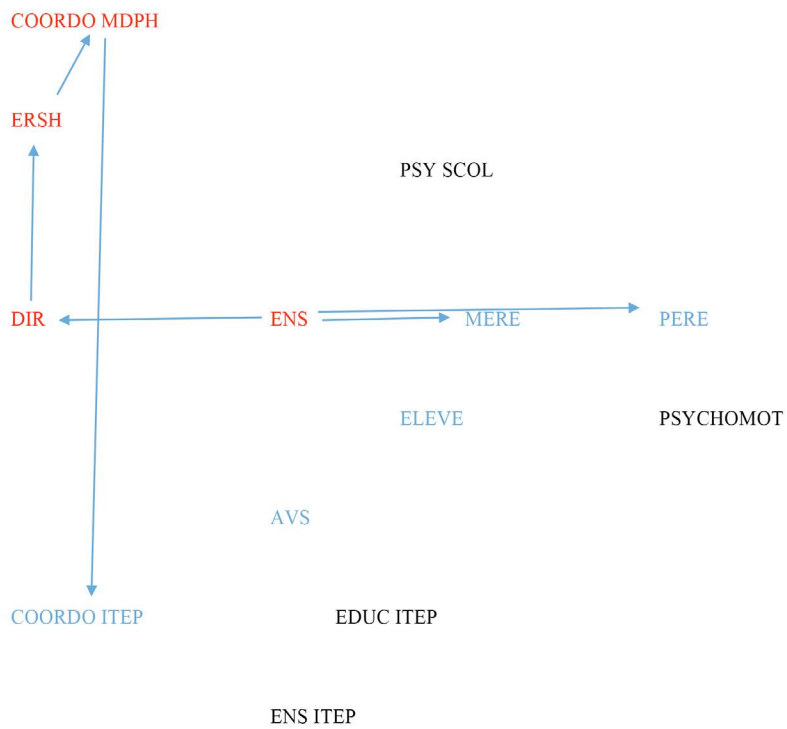 COORDO MDPH
ERSH
PSY SCOL
DIR ENS MERE PERE
ELEVE PSYCHOMOT
AVS
COORDO ITEP EDUC ITEP
ENS ITEP